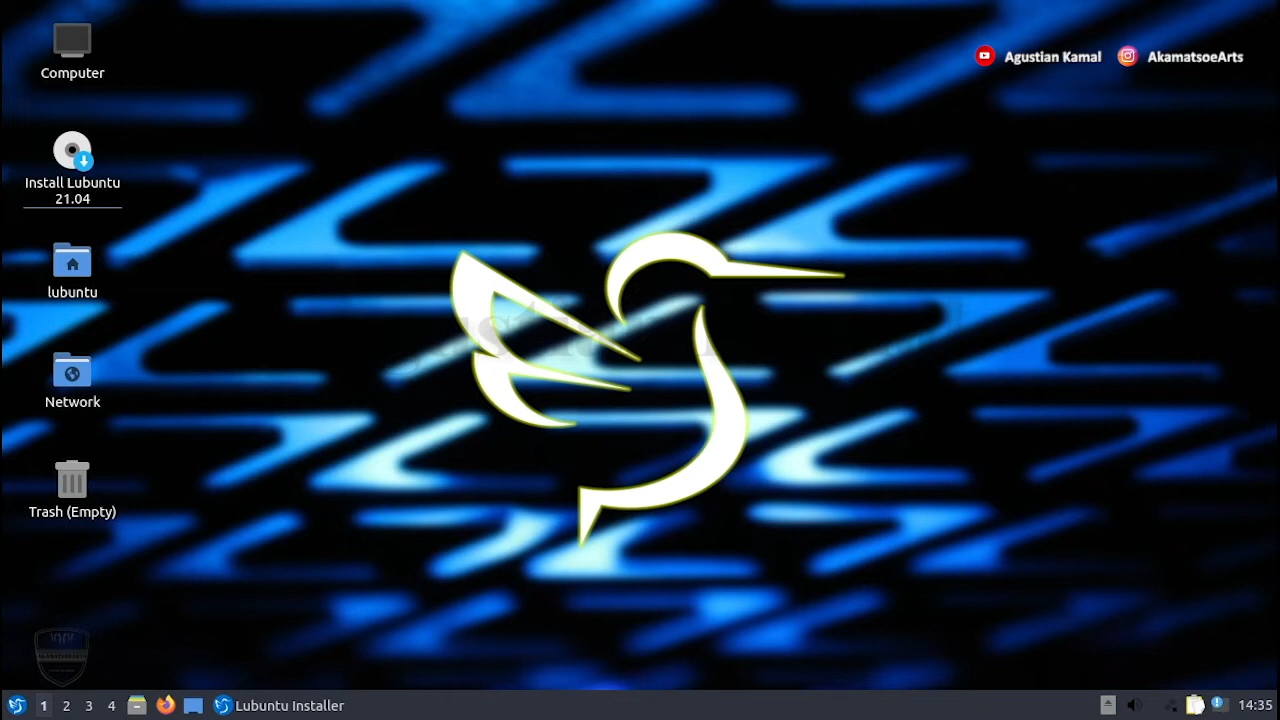 Computer
Agustian Kamal
AkamatsoeArts
Install Lubuntu
21.04
lubuntu
Network
Trash (Empty)
1 2 3 4 Lubuntu Installer 14:35